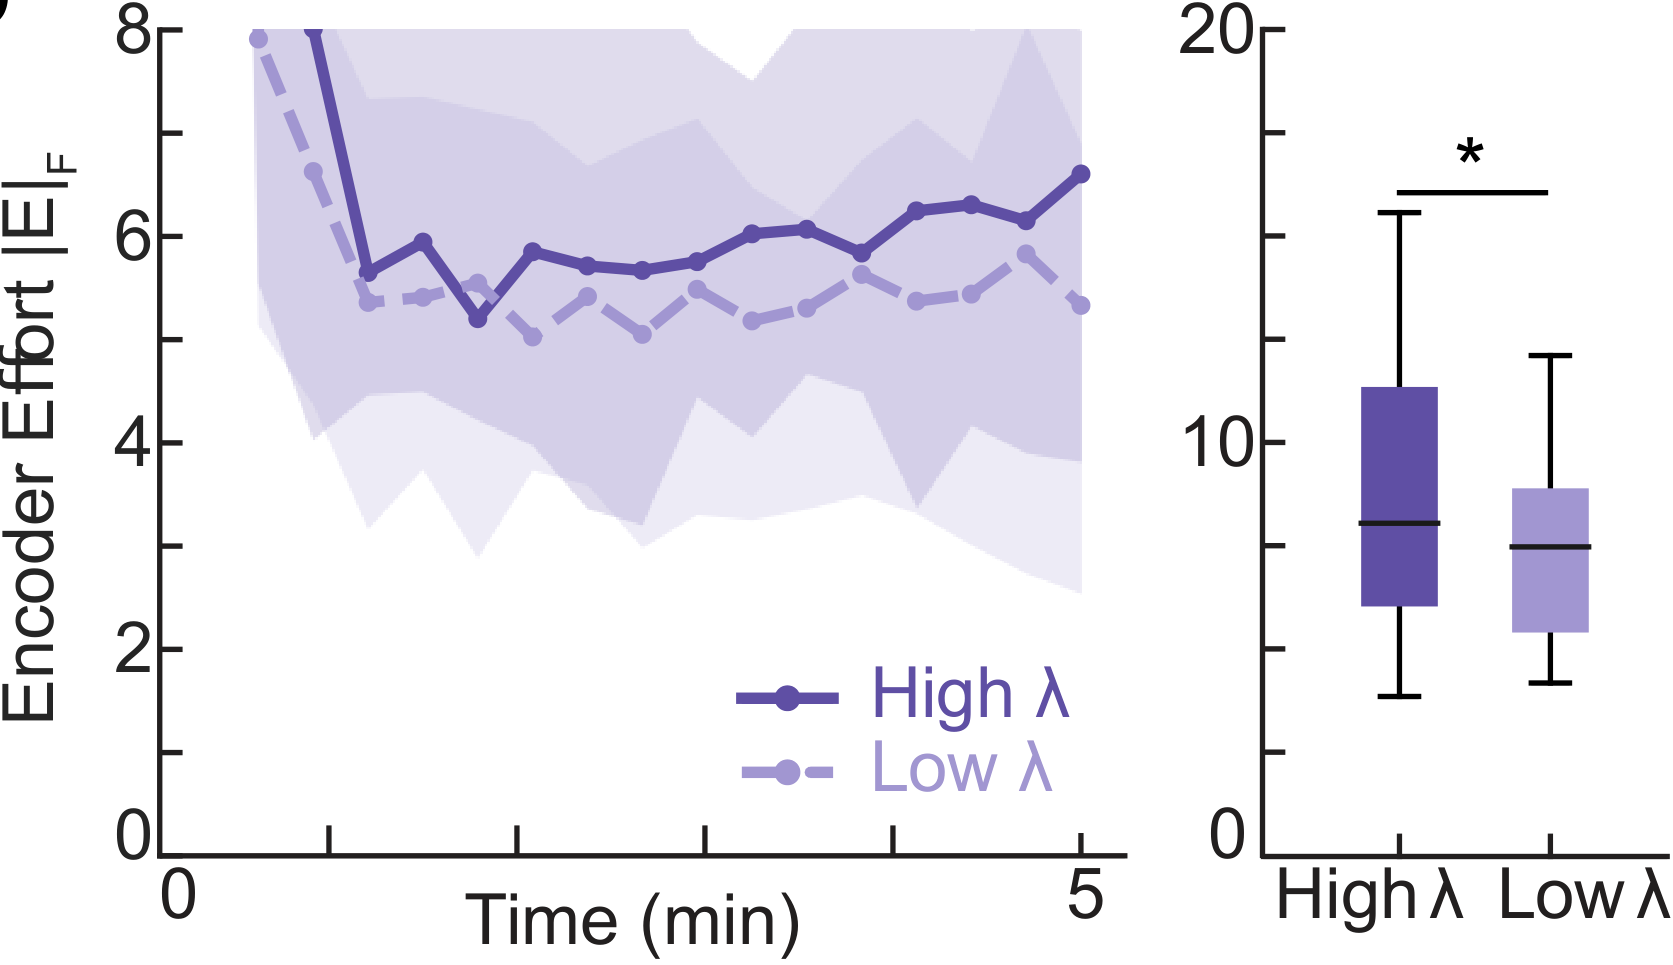 Encoder Effort |E|F
8
6
4
2
0
0
5
Time (min)
High λ
Low λ
20
10
0
*
High λ
Low λ